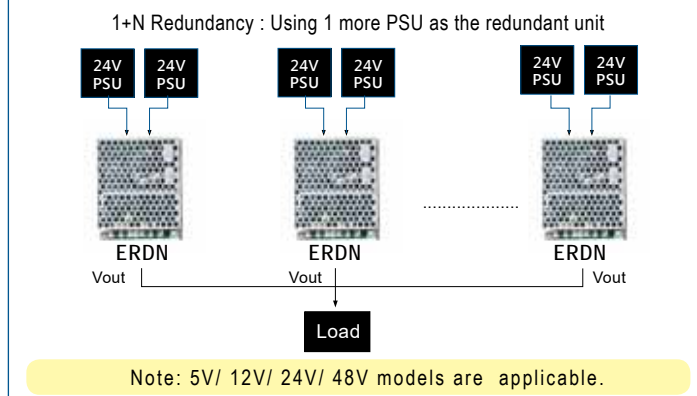 1+N Redundancy : Using 1 more PSU as the redundant unit
24V PSU 24V PSU 24V PSU 24V PSU 24V PSU 24V PSU
....................
ERDN ERDN ERDN
Vout Vout Vout
Load
Note: 5V/ 12V/ 24V/ 48V models are applicable.